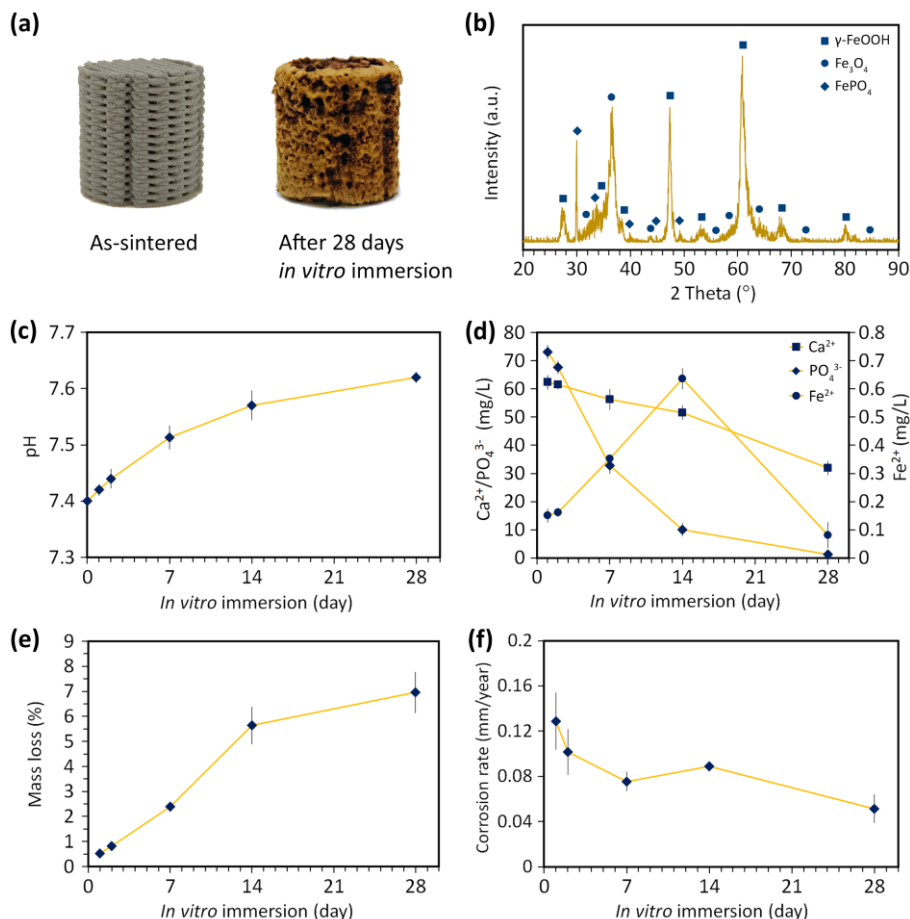 (a)
As-sintered
After 28 days
in vitro immersion
(b)
γ-FeOOH
Fe₃O₄
FePO₄
Intensity (a.u.)
20 30 40 50 60 70 80 90
2 Theta (°)
(c)
7.7
7.6
7.5
7.4
7.3
pH
0 7 14 21 28
In vitro immersion (day)
(d)
80
70
60
50
40
30
20
10
0
Ca²⁺/PO₄³⁻ (mg/L)
Ca²⁺
PO₄³⁻
Fe²⁺
0.8
0.7
0.6
0.5
0.4
0.3
0.2
0.1
0
Fe²⁺ (mg/L)
0 7 14 21 28
In vitro immersion (day)
(e)
9
8
7
6
5
4
3
2
1
0
Mass loss (%)
0 7 14 21 28
In vitro immersion (day)
(f)
0.2
0.16
0.12
0.08
0.04
0
Corrosion rate (mm/year)
0 7 14 21 28
In vitro immersion (day)